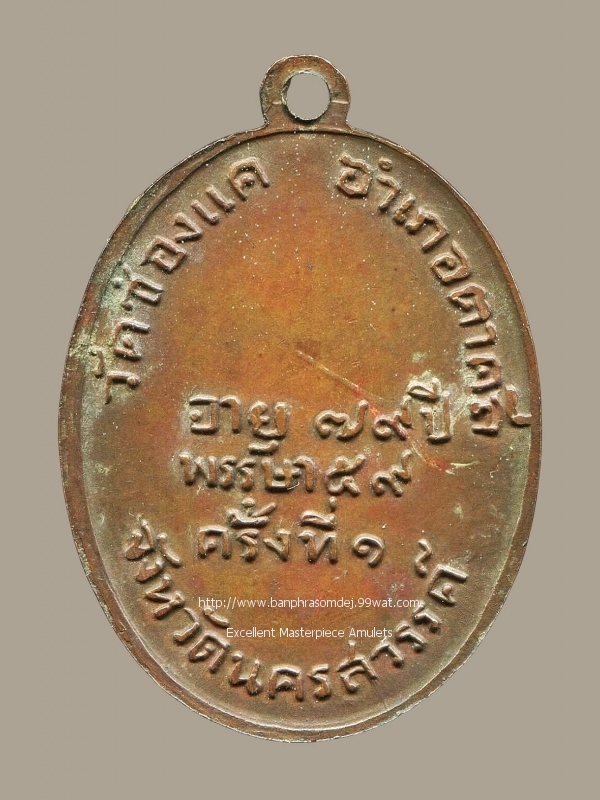 วัดช่องแค
อำเภอตาคลี
อายุ ๗๙ ปี
พรรษา ๕๙
ครั้งที่ ๑
http://www.banphrasomdej.99wat.com
Excellent Masterpiece Amulets
จังหวัดนครสวรรค์